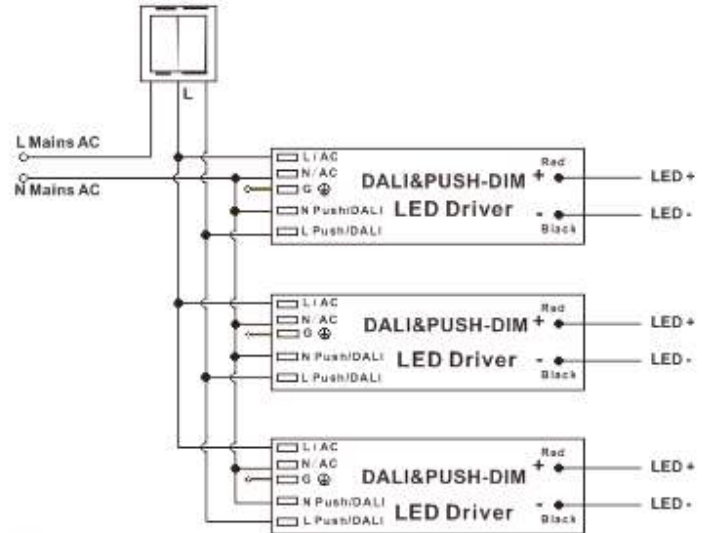 L
L Mains AC
N Mains AC
L / AC
N / AC
G
N Push/DALI
L Push/DALI
DALI&PUSH-DIM
LED Driver
Red
+
-
Black
LED +
LED -
L / AC
N / AC
G
N Push/DALI
L Push/DALI
DALI&PUSH-DIM
LED Driver
Red
+
-
Black
LED +
LED -
L / AC
N / AC
G
N Push/DALI
L Push/DALI
DALI&PUSH-DIM
LED Driver
Red
+
-
Black
LED +
LED -